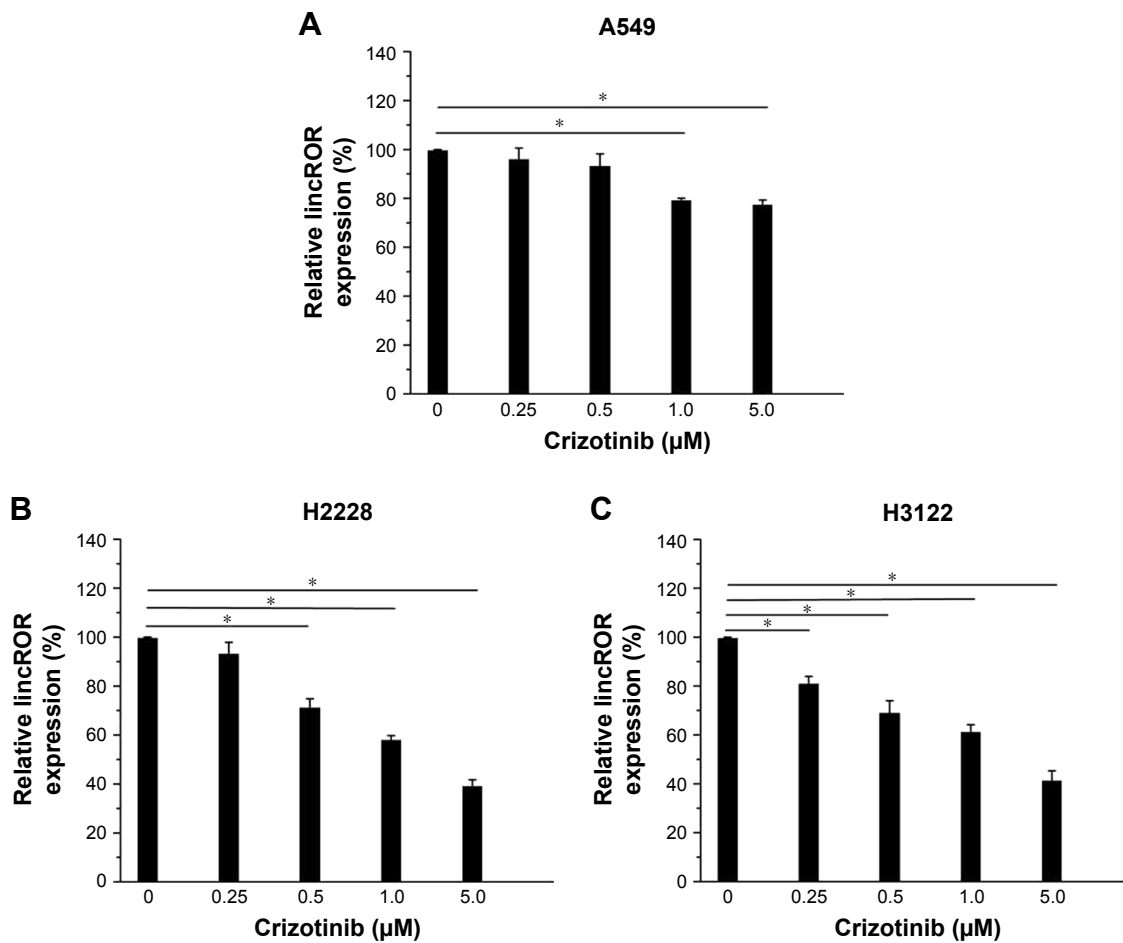 A
A549
Relative lincROR
expression (%)
140
120
100
80
60
40
20
0
*
*
0 0.25 0.5 1.0 5.0
Crizotinib (µM)
B
H2228
Relative lincROR
expression (%)
140
120
100
80
60
40
20
0
*
*
*
0 0.25 0.5 1.0 5.0
Crizotinib (µM)
C
H3122
Relative lincROR
expression (%)
140
120
100
80
60
40
20
0
*
*
*
*
0 0.25 0.5 1.0 5.0
Crizotinib (µM)